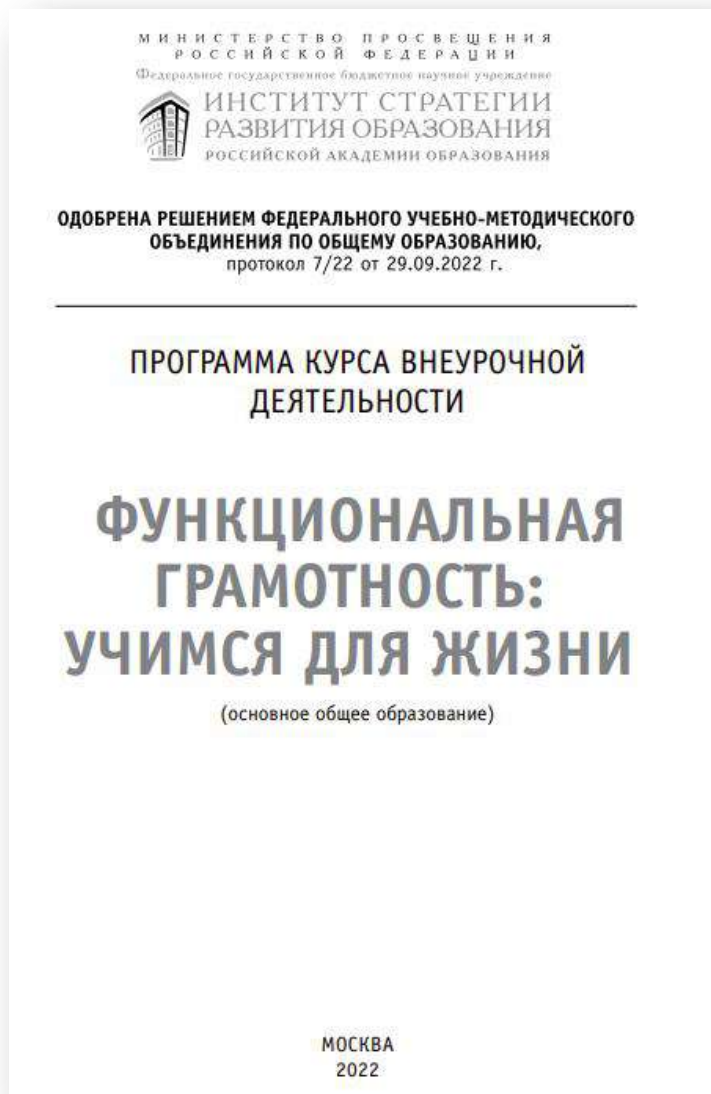 МИНИСТЕРСТВО ПРОСВЕЩЕНИЯ
РОССИЙСКОЙ ФЕДЕРАЦИИ
Федеральное государственное бюджетное научное учреждение
ИНСТИТУТ СТРАТЕГИИ
РАЗВИТИЯ ОБРАЗОВАНИЯ
РОССИЙСКОЙ АКАДЕМИИ ОБРАЗОВАНИЯ
ОДОБРЕНА РЕШЕНИЕМ ФЕДЕРАЛЬНОГО УЧЕБНО-МЕТОДИЧЕСКОГО
ОБЪЕДИНЕНИЯ ПО ОБЩЕМУ ОБРАЗОВАНИЮ,
протокол 7/22 от 29.09.2022 г.
ПРОГРАММА КУРСА ВНЕУРОЧНОЙ
ДЕЯТЕЛЬНОСТИ
ФУНКЦИОНАЛЬНАЯ
ГРАМОТНОСТЬ:
УЧИМСЯ ДЛЯ ЖИЗНИ
(основное общее образование)
МОСКВА
2022